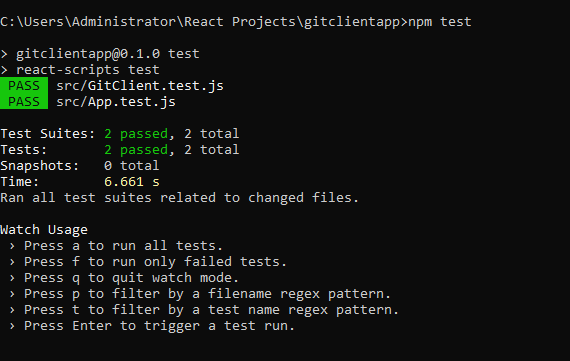 C:\Users\Administrator\React Projects\gitclientapp>npm test
> gitclientapp@0.1.0 test
> react-scripts test
PASS src/GitClient.test.js
PASS src/App.test.js
Test Suites: 2 passed, 2 total
Tests: 2 passed, 2 total
Snapshots: 0 total
Time: 6.661 s
Ran all test suites related to changed files.
Watch Usage
› Press a to run all tests.
› Press f to run only failed tests.
› Press q to quit watch mode.
› Press p to filter by a filename regex pattern.
› Press t to filter by a test name regex pattern.
› Press Enter to trigger a test run.